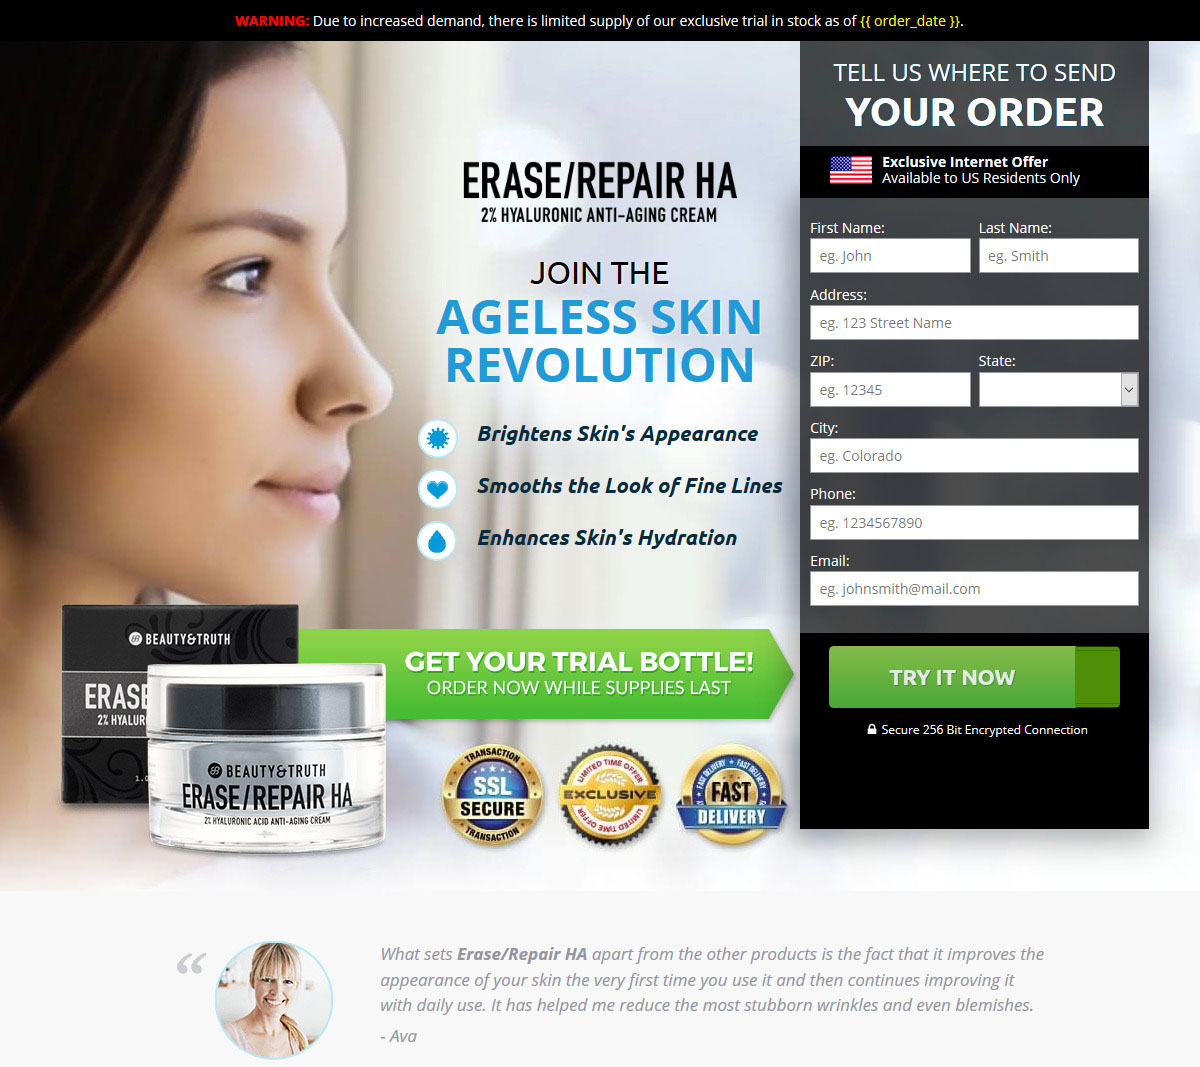 WARNING: Due to increased demand, there is limited supply of our exclusive trial in stock as of {{ order_date }}.
ERASE/REPAIR HA
2% HYALURONIC ANTI-AGING CREAM
JOIN THE
AGELESS SKIN
REVOLUTION
Brightens Skin's Appearance
Smooths the Look of Fine Lines
Enhances Skin's Hydration
BEAUTY&TRUTH
ERASE
2% HYALUR
1.0
BEAUTY&TRUTH
ERASE/REPAIR HA
2% HYALURONIC ACID ANTI-AGING CREAM
GET YOUR TRIAL BOTTLE!
ORDER NOW WHILE SUPPLIES LAST
TRANSACTION
SSL
SECURE
TRANSACTION
LIMITED TIME OFFER
EXCLUSIVE
LIMITED TIME OFFER
FAST DELIVERY
FAST DELIVERY
FAST
DELIVERY
TELL US WHERE TO SEND
YOUR ORDER
Exclusive Internet Offer
Available to US Residents Only
First Name: Last Name:
eg. John eg. Smith
Address:
eg. 123 Street Name
ZIP: State:
eg. 12345
City:
eg. Colorado
Phone:
eg. 1234567890
Email:
eg. johnsmith@mail.com
TRY IT NOW
Secure 256 Bit Encrypted Connection
“
What sets Erase/Repair HA apart from the other products is the fact that it improves the
appearance of your skin the very first time you use it and then continues improving it
with daily use. It has helped me reduce the most stubborn wrinkles and even blemishes.
- Ava